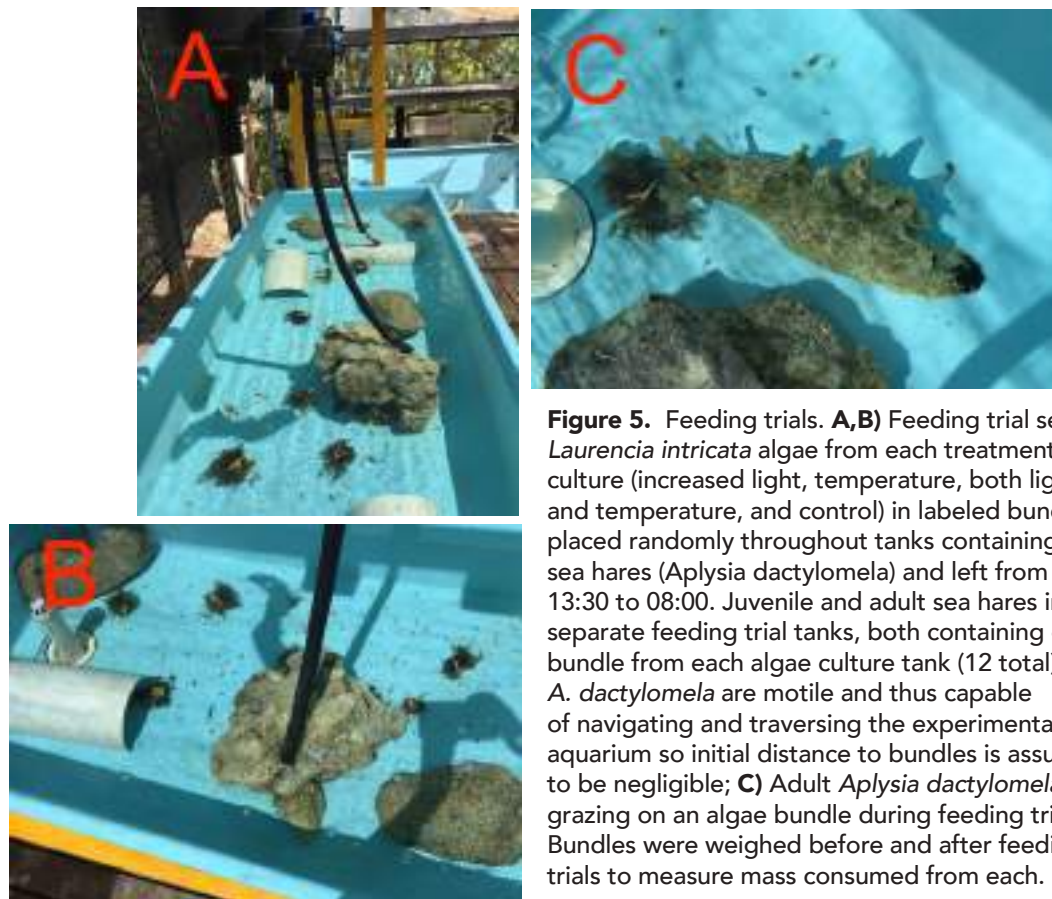 A
C
B
Figure 5. Feeding trials. A,B) Feeding trial se
Laurencia intricata algae from each treatment
culture (increased light, temperature, both lig
and temperature, and control) in labeled bun
placed randomly throughout tanks containing
sea hares (Aplysia dactylomela) and left from
13:30 to 08:00. Juvenile and adult sea hares in
separate feeding trial tanks, both containing
bundle from each algae culture tank (12 total)
A. dactylomela are motile and thus capable
of navigating and traversing the experimenta
aquarium so initial distance to bundles is assu
to be negligible; C) Adult Aplysia dactylomela
grazing on an algae bundle during feeding tri
Bundles were weighed before and after feedi
trials to measure mass consumed from each.